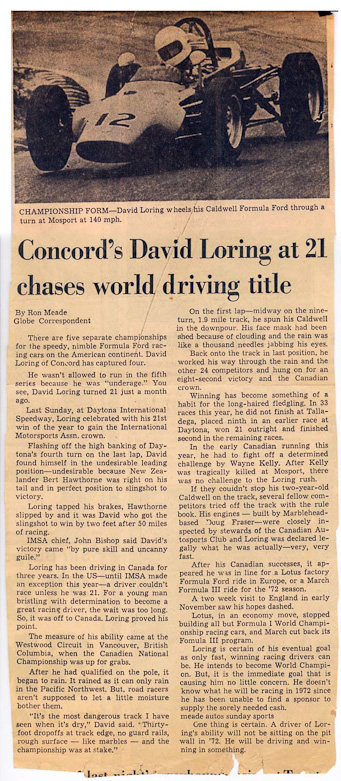 12
CHAMPIONSHIP FORM—David Loring wheels his Caldwell Formula Ford through a
turn at Mosport at 140 mph.
Concord's David Loring at 21
chases world driving title
By Ron Meade
Globe Correspondent
There are five separate championships
for the speedy, nimble Formula Ford rac-
ing cars on the American continent. David
Loring of Concord has captured four.
He wasn't allowed to run in the fifth
series because he was "underage." You
see, David Loring turned 21 just a month
ago.
Last Sunday, at Daytona International
Speedway, Loring celebrated with his 21st
win of the year to gain the International
Motorsports Assn. crown.
Flashing off the high banking of Day-
tona's fourth turn on the last lap, David
found himself in the undesirable leading
position—undesirable because New Zea-
lander Bert Hawthorne was right on his
tail and in perfect position to slingshot to
victory.
Loring tapped his brakes, Hawthorne
slipped by and it was David who got the
slingshot to win by two feet after 50 miles
of racing.
IMSA chief, John Bishop said David's
victory came "by pure skill and uncanny
guile."
Loring has been driving in Canada for
three years. In the US—until IMSA made
an exception this year—a driver couldn't
race unless he was 21. For a young man
bristling with determination to become a
great racing driver, the wait was too long.
So, it was off to Canada. Loring proved his
point.
The measure of his ability came at the
Westwood Circuit in Vancouver, British
Columbia, when the Canadian National
Championship was up for grabs.
After he had qualified on the pole, it
began to rain. It rained as it can only rain
in the Pacific Northwest. But, road racers
aren't supposed to let a little moisture
bother them.
"It's the most dangerous track I have
seen when it's dry," David said. "Thirty-
foot dropoffs at track edge, no guard rails,
rough surface — like marbles — and the
championship was at stake."
On the first lap—midway on the nine-
turn, 1.9 mile track, he spun his Caldwell
in the downpour. His face mask had been
shed because of clouding and the rain was
like a thousand needles jabbing his eyes.
Back onto the track in last position, he
worked his way through the rain and the
other 24 competitors and hung on for an
eight-second victory and the Canadian
crown.
Winning has become something of a
habit for the long-haired fledgling. In 33
races this year, he did not finish at Talla-
dega, placed ninth in an earlier race at
Daytona, won 21 outright and finished
second in the remaining races.
In the early Canadian running this
year, he had to fight off a determined
challenge by Wayne Kelly. After Kelly
was tragically killed at Mosport, there
was no challenge to the Loring rush.
If they couldn't stop his two-year-old
Caldwell on the track, several fellow com-
petitors tried off the track with the rule
book. His engines — built by Marblehead-
based Doug Fraser—were closely in-
spected by stewards of the Canadian Au-
tosports Club and Loring was declared le-
gally what he was actually—very, very
fast.
After his Canadian successes, it ap-
peared he was in line for a Lotus factory
Formula Ford ride in Europe, or a March
Formula III ride for the '72 season.
A two week visit to England in early
November saw his hopes dashed.
Lotus, in an economy move, stopped
building all but Formula I World Champi-
onship racing cars, and March cut back its
Fomula III program.
Loring is certain of his eventual goal
as only fast, winning racing drivers can
be. He intends to become World Champi-
on. But, it is the immediate goal that is
causing him no little concern. He doesn't
know what he will be racing in 1972 since
he has been unable to find a sponsor to
supply the sorely needed cash.
meade autos sunday sports
One thing is certain. A driver of Lor-
ing's ability will not be sitting on the pit
wall in '72. He will be driving and win-
ning in something.